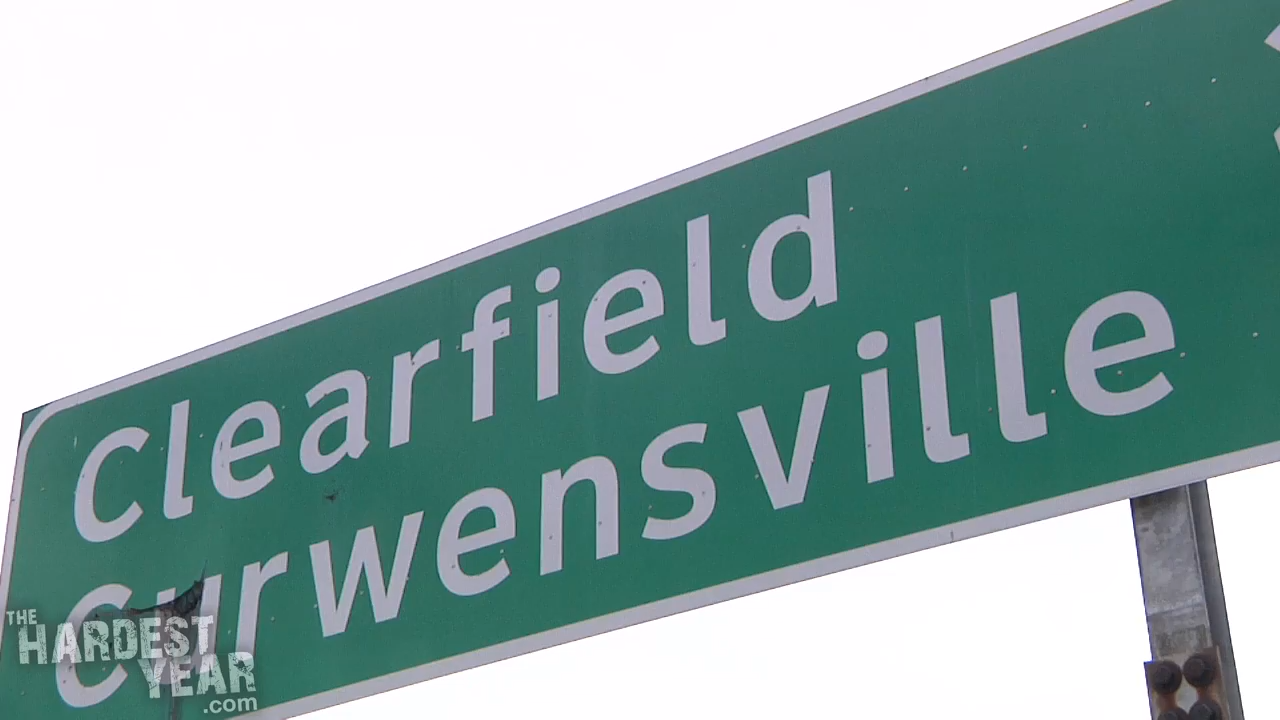 Clearfield
Curwensville
THE
HARDEST
YEAR
.com